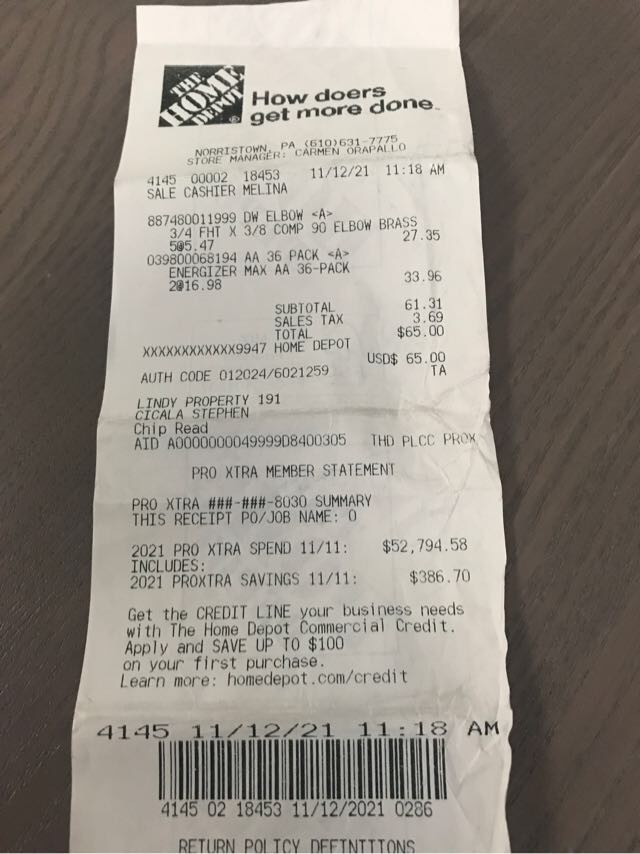 THE
HOME
DEPOT®
How doers
get more done™
NORRISTOWN, PA (610)631-7775
STORE MANAGER: CARMEN ORAPALLO
4145 00002 18453 11/12/21 11:18 AM
SALE CASHIER MELINA
887480011999 DW ELBOW <A>
3/4 FHT X 3/8 COMP 90 ELBOW BRASS
5@5.47 27.35
039800068194 AA 36 PACK <A>
ENERGIZER MAX AA 36-PACK
2@16.98 33.96
SUBTOTAL 61.31
SALES TAX 3.69
TOTAL $65.00
XXXXXXXXXXXX9947 HOME DEPOT
USD$ 65.00
AUTH CODE 012024/6021259 TA
LINDY PROPERTY 191
CICALA STEPHEN
Chip Read
AID A0000000049999D8400305 THD PLCC PROX
PRO XTRA MEMBER STATEMENT
PRO XTRA ###-###-8030 SUMMARY
THIS RECEIPT PO/JOB NAME: 0
2021 PRO XTRA SPEND 11/11: $52,794.58
INCLUDES:
2021 PROXTRA SAVINGS 11/11: $386.70
Get the CREDIT LINE your business needs
with The Home Depot Commercial Credit.
Apply and SAVE UP TO $100
on your first purchase.
Learn more: homedepot.com/credit
4145 11/12/21 11:18 AM
4145 02 18453 11/12/2021 0286
RETURN POLICY DEFINITIONS